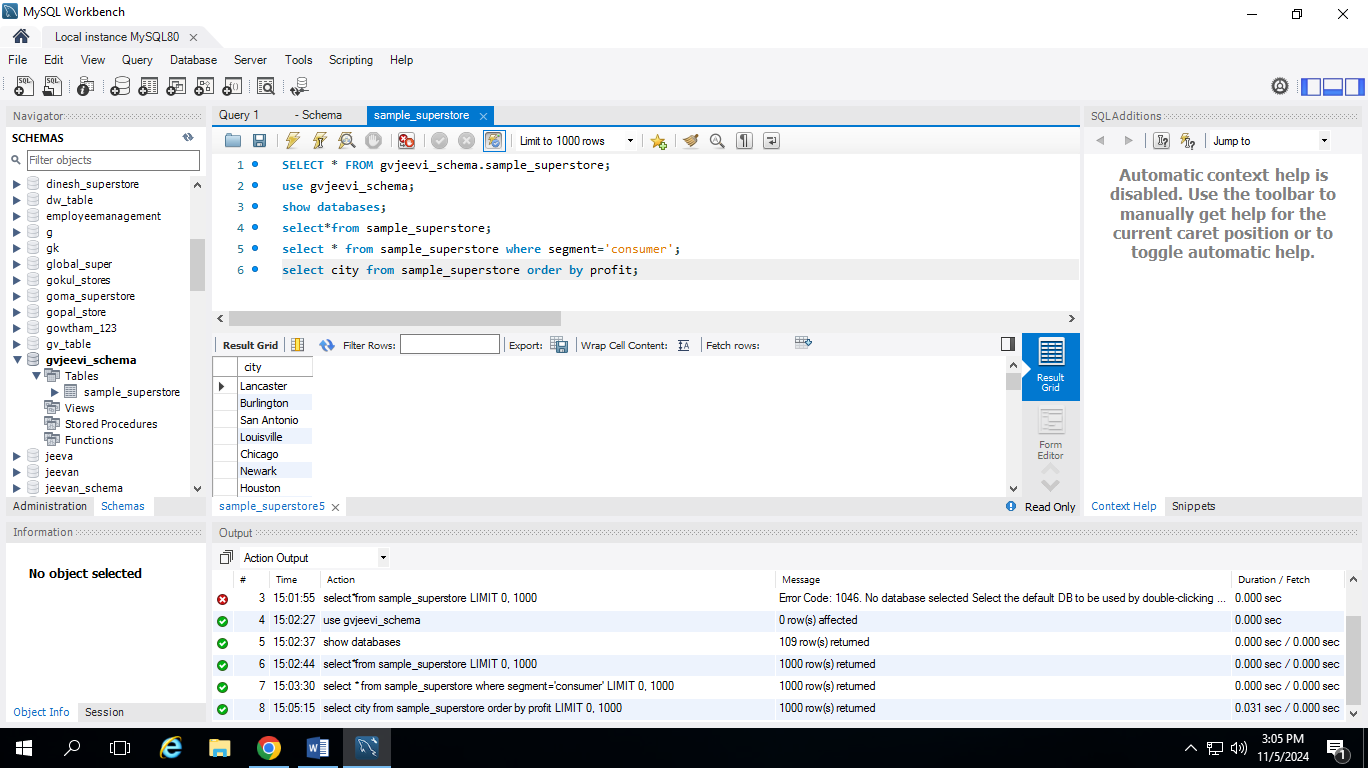 MySQL Workbench
Local instance MySQL80
File Edit View Query Database Server Tools Scripting Help
Navigator
SCHEMAS
Filter objects
dinesh_superstore
dw_table
employeemanagement
g
gk
global_super
gokul_stores
goma_superstore
gopal_store
gowtham_123
gv_table
gvjeevi_schema
Tables
sample_superstore
Views
Stored Procedures
Functions
jeeva
jeevan
jeevan_schema
Administration Schemas
Information
No object selected
Object Info Session
Query 1 - Schema sample_superstore
Limit to 1000 rows
1 SELECT * FROM gvjeevi_schema.sample_superstore;
2 use gvjeevi_schema;
3 show databases;
4 select*from sample_superstore;
5 select * from sample_superstore where segment='consumer';
6 select city from sample_superstore order by profit;
Result Grid Filter Rows: Export: Wrap Cell Content: Fetch rows:
city
Lancaster
Burlington
San Antonio
Louisville
Chicago
Newark
Houston
Result
Grid
Form
Editor
sample_superstore5
Read Only
SQLAdditions
Jump to
Automatic context help is
disabled. Use the toolbar to
manually get help for the
current caret position or to
toggle automatic help.
Context Help Snippets
Output
Action Output
# Time Action Message Duration / Fetch
3 15:01:55 select*from sample_superstore LIMIT 0, 1000 Error Code: 1046. No database selected Select the default DB to be used by double-clicking ... 0.000 sec
4 15:02:27 use gvjeevi_schema 0 row(s) affected 0.000 sec
5 15:02:37 show databases 109 row(s) returned 0.000 sec / 0.000 sec
6 15:02:44 select*from sample_superstore LIMIT 0, 1000 1000 row(s) returned 0.000 sec / 0.000 sec
7 15:03:30 select * from sample_superstore where segment='consumer' LIMIT 0, 1000 1000 row(s) returned 0.000 sec / 0.000 sec
8 15:05:15 select city from sample_superstore order by profit LIMIT 0, 1000 1000 row(s) returned 0.031 sec / 0.000 sec
3:05 PM
11/5/2024
1